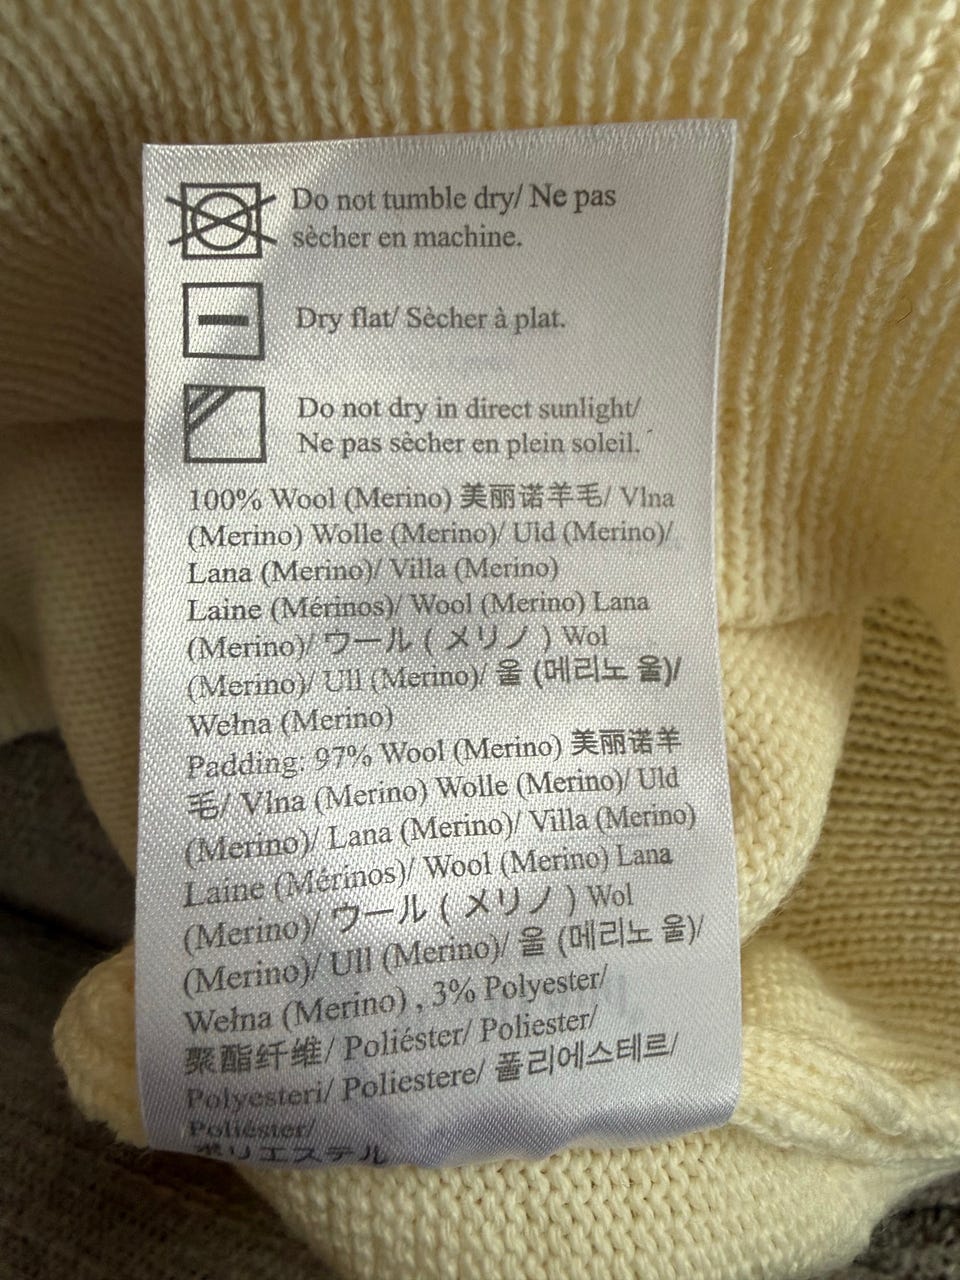 Do not tumble dry/ Ne pas
sècher en machine.
Dry flat/ Sècher à plat.
Do not dry in direct sunlight/
Ne pas sècher en plein soleil.
100% Wool (Merino) 美丽诺羊毛/ Vlna
(Merino) Wolle (Merino)/ Uld (Merino)/
Lana (Merino)/ Villa (Merino)
Laine (Mérinos)/ Wool (Merino) Lana
(Merino)/ ウール ( メリノ ) Wol
(Merino)/ Ull (Merino)/ 울 (메리노 울)/
Wełna (Merino)
Padding: 97% Wool (Merino) 美丽诺羊
毛/ Vlna (Merino) Wolle (Merino)/ Uld
(Merino)/ Lana (Merino)/ Villa (Merino)
Laine (Mérinos)/ Wool (Merino) Lana
(Merino)/ ウール ( メリノ ) Wol
(Merino)/ Ull (Merino)/ 울 (메리노 울)/
Wełna (Merino) , 3% Polyester/
聚酯纤维/ Poliéster/ Poliester/
Polyesteri/ Poliestere/ 폴리에스테르/
Poliéster/
ポリエステル